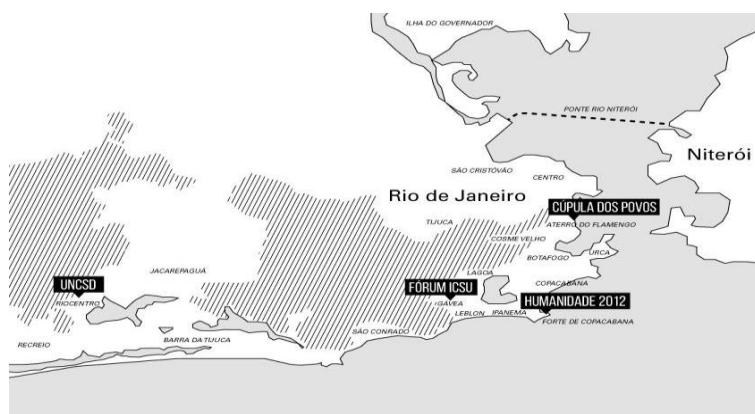 ILHA DO GOVERNADOR
PONTE RIO NITERÓI
Niterói
SÃO CRISTÓVÃO
CENTRO
Rio de Janeiro
CÚPULA DOS POVOS
TIJUCA
ATERRO DO FLAMENGO
COSME VELHO
URCA
BOTAFOGO
JACAREPAGUÁ
LAGOA
UNCSD
FÓRUM ICSU
COPACABANA
RIOCENTRO
GÁVEA
HUMANIDADE 2012
LEBLON
IPANEMA
FORTE DE COPACABANA
SÃO CONRADO
RECREIO
BARRA DA TIJUCA